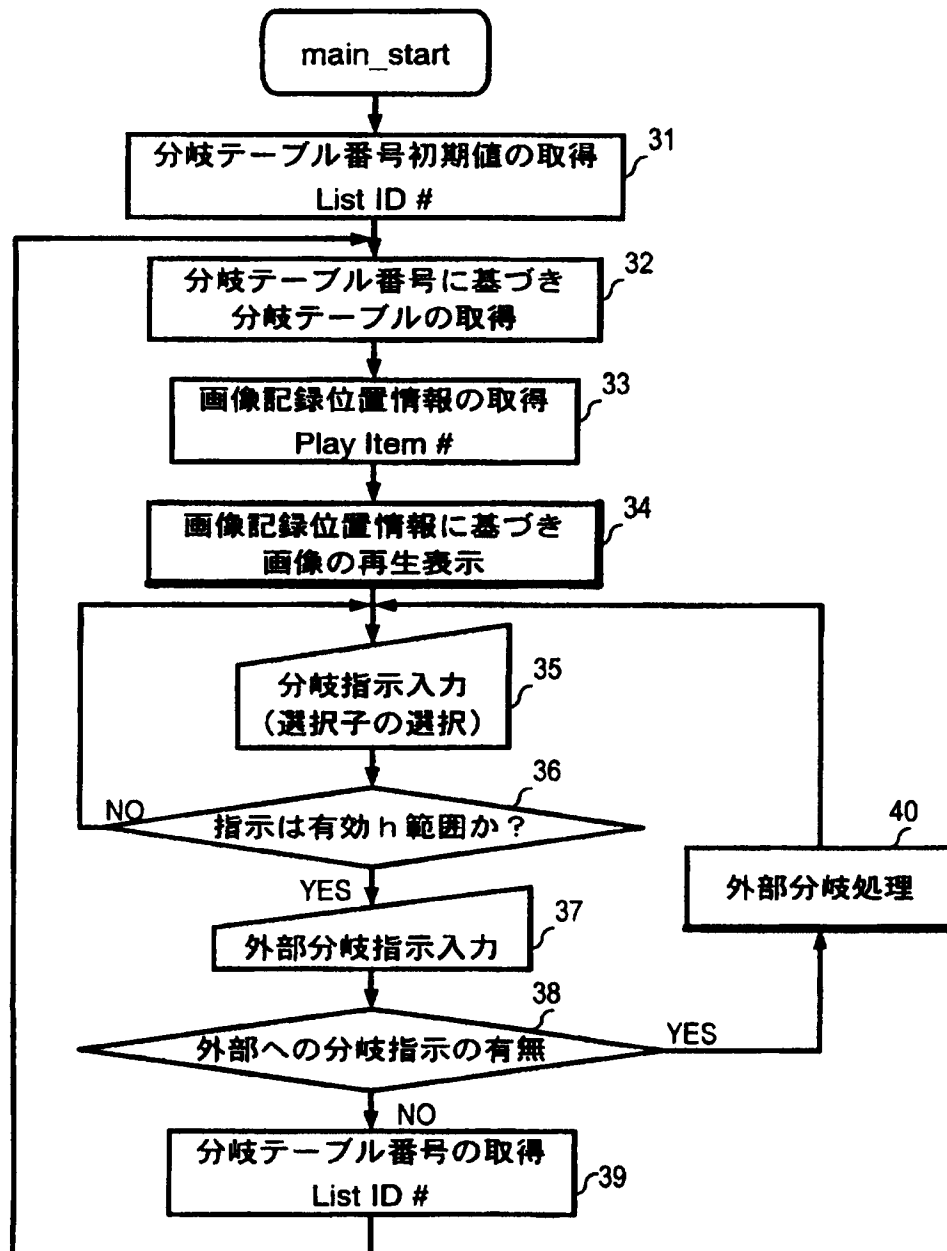 main_start
分岐テーブル番号初期値の取得
List ID #
31
分岐テーブル番号に基づき
分岐テーブルの取得
32
画像記録位置情報の取得
Play Item #
33
画像記録位置情報に基づき
画像の再生表示
34
分岐指示入力
(選択子の選択)
35
指示は有効h範囲か?
36
NO
YES
外部分岐指示入力
37
外部への分岐指示の有無
38
YES
外部分岐処理
40
NO
分岐テーブル番号の取得
List ID #
39